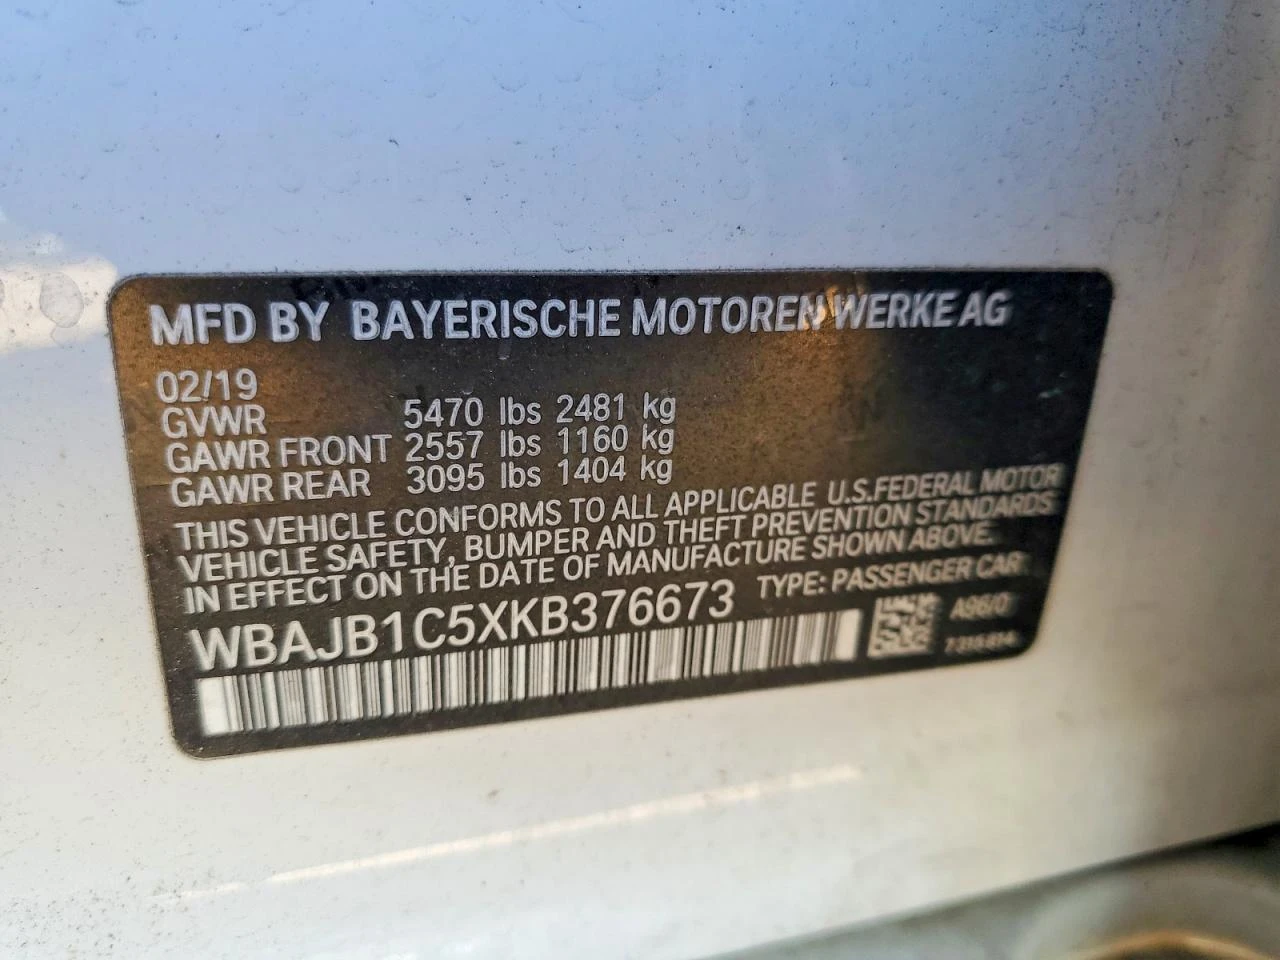 MFD BY BAYERISCHE MOTOREN WERKE AG
02/19
GVWR 5470 lbs 2481 kg
GAWR FRONT 2557 lbs 1160 kg
GAWR REAR 3095 lbs 1404 kg
THIS VEHICLE CONFORMS TO ALL APPLICABLE U.S.FEDERAL MOTOR
VEHICLE SAFETY, BUMPER AND THEFT PREVENTION STANDARDS
IN EFFECT ON THE DATE OF MANUFACTURE SHOWN ABOVE.
WBAJB1C5XKB376673 TYPE: PASSENGER CAR
A96/0